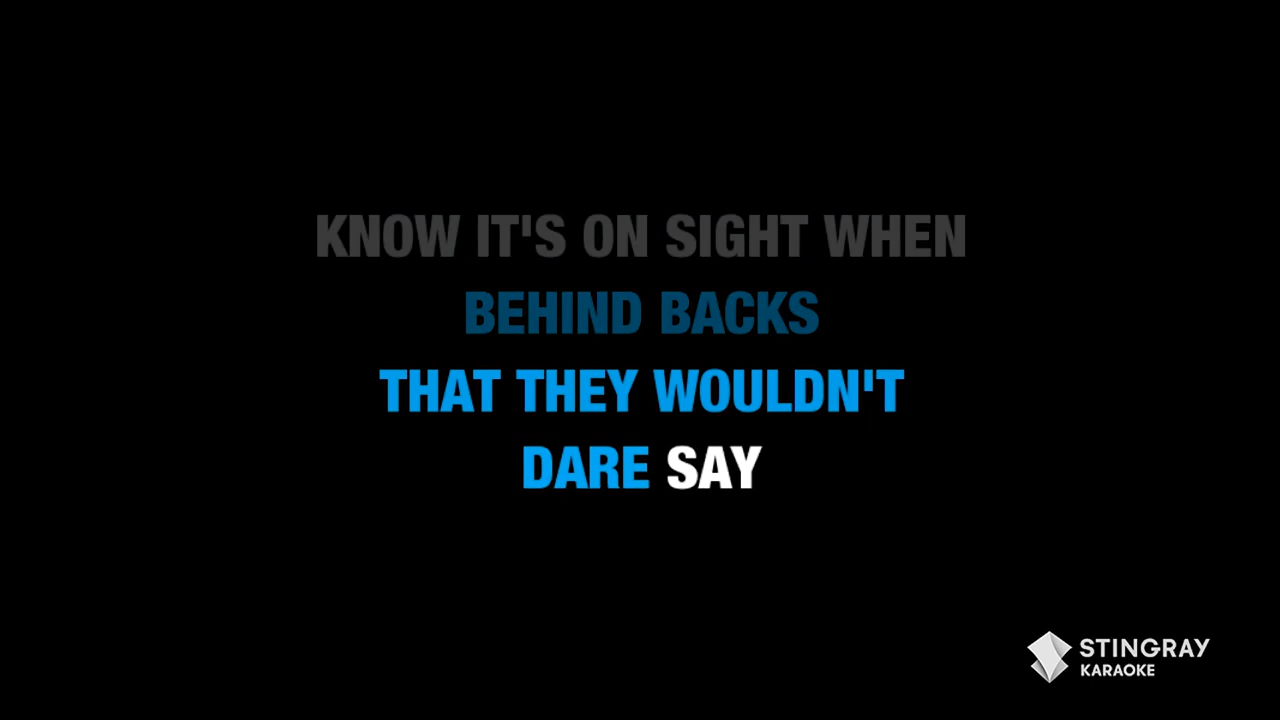 KNOW IT'S ON SIGHT WHEN
BEHIND BACKS
THAT THEY WOULDN'T
DARE SAY
STINGRAY
KARAOKE